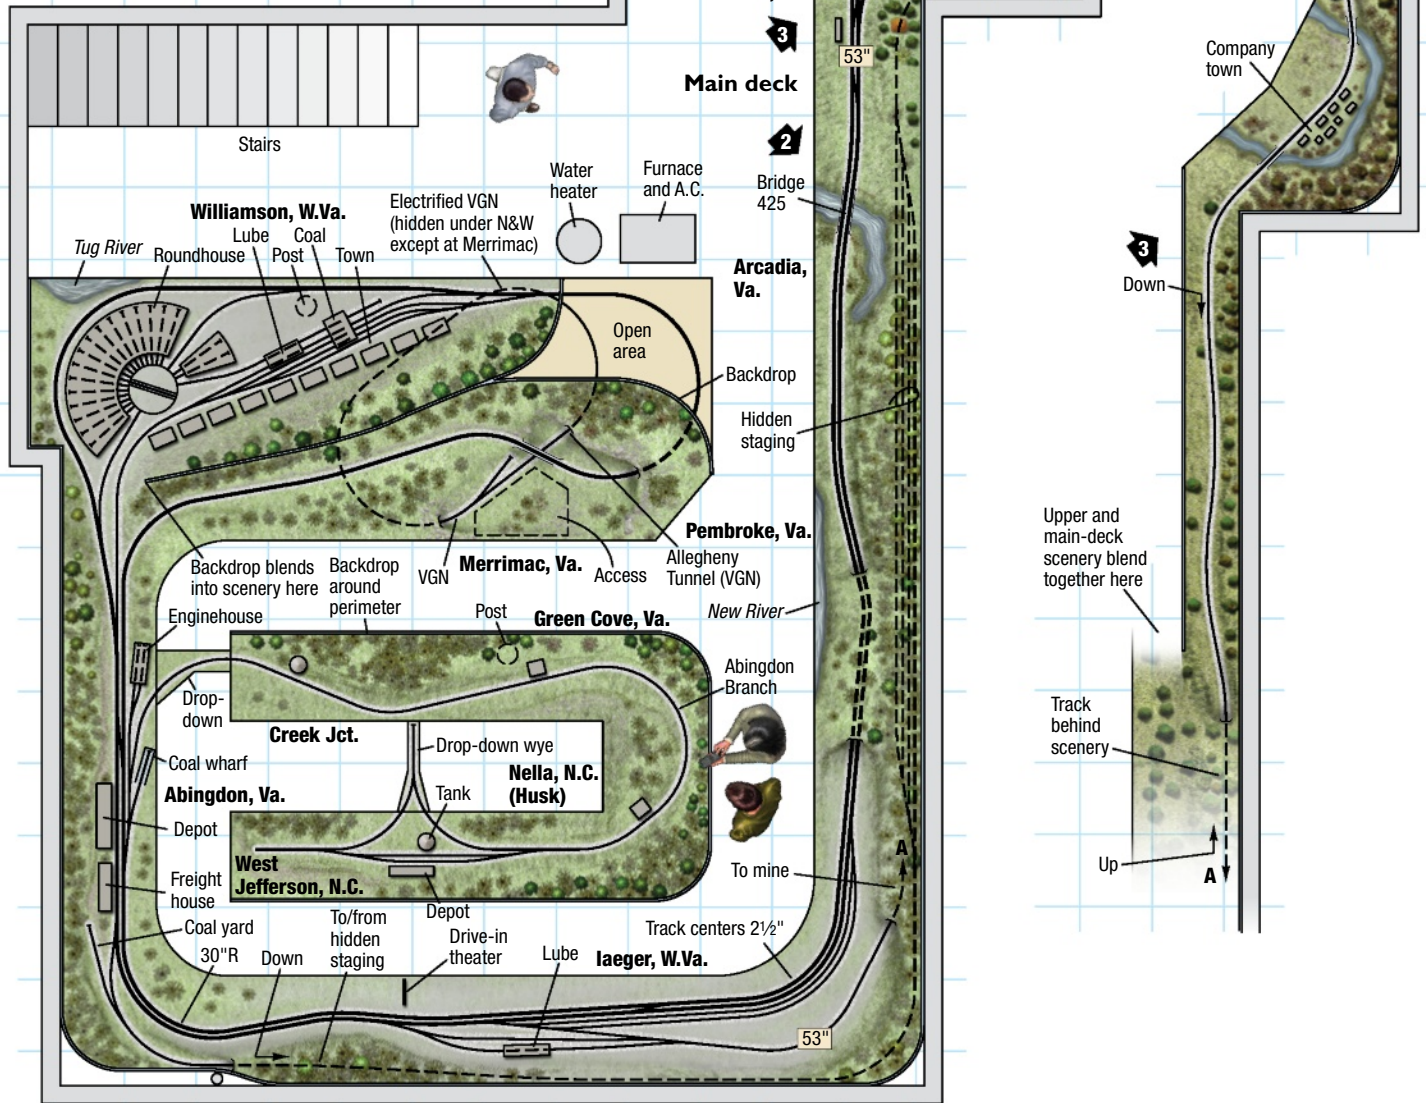 3
53"
Main deck
2
Company
town
Stairs
Water
heater
Furnace
and A.C.
Bridge
425
Electrified VGN
(hidden under N&W
except at Merrimac)
Williamson, W.Va.
Lube
Coal
Tug River
Roundhouse
Post
Town
Arcadia,
Va.
3
Down
Open
area
Backdrop
Hidden
staging
Upper and
main-deck
scenery blend
together here
Pembroke, Va.
Backdrop blends
into scenery here
Backdrop
around
perimeter
VGN
Merrimac, Va.
Access
Allegheny
Tunnel (VGN)
Enginehouse
Post
Green Cove, Va.
New River
Abingdon
Branch
Drop-
down
Creek Jct.
Drop-down wye
Track
behind
scenery
Coal wharf
Nella, N.C.
(Husk)
Abingdon, Va.
Tank
Depot
A
West
Jefferson, N.C.
To mine
Up
A
Freight
house
Depot
Coal yard
To/from
hidden
staging
30"R
Down
Drive-in
theater
Lube
Iaeger, W.Va.
Track centers 2½"
53"